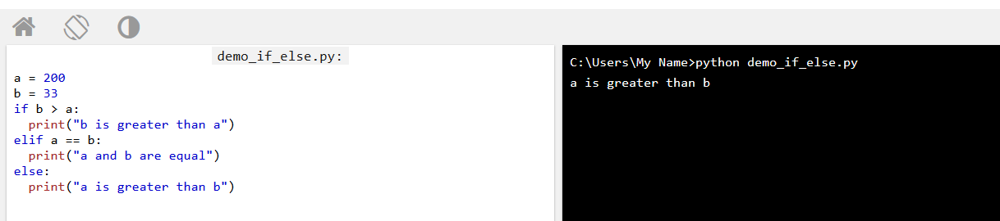 demo_if_else.py:
a = 200
b = 33
if b > a:
  print("b is greater than a")
elif a == b:
  print("a and b are equal")
else:
  print("a is greater than b")
C:\Users\My Name>python demo_if_else.py
a is greater than b